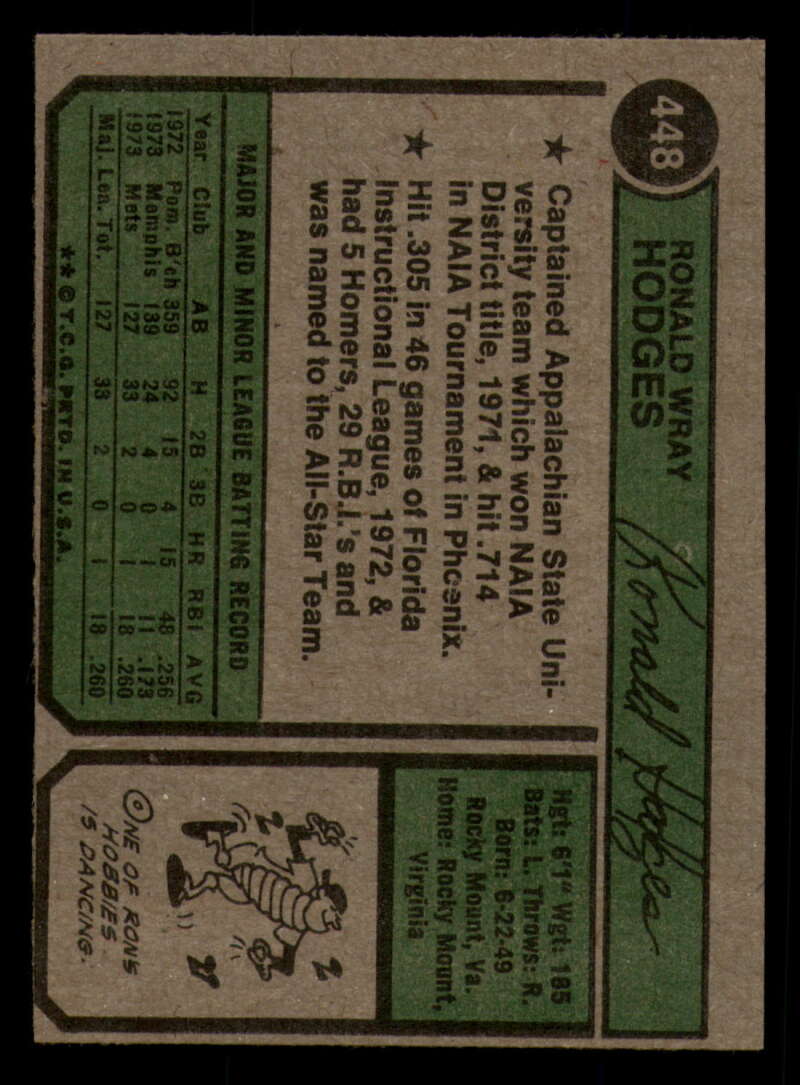 448
RONALD WRAY
HODGES
Ronald Hodges
★ Captained Appalachian State Uni-
versity team which won NAIA
District title, 1971, & hit .714
in NAIA Tournament in Phoenix.
★ Hit .305 in 46 games of Florida
Instructional League, 1972, &
had 5 Homers, 29 R.B.I.'s and
was named to the All-Star Team.
MAJOR AND MINOR LEAGUE BATTING RECORD
Year Club AB H 2B 3B HR RBI AVG
1972 Pom. B'ch 359 92 15 4 15 48 .256
1973 Memphis 139 24 4 0 1 11 .173
1973 Mets 127 33 2 0 1 18 .260
Maj. Lea. Tot. 127 33 2 0 1 18 .260
★★ © T.C.G. PRTD. IN U.S.A.
Hgt: 6'1" Wgt: 185
Bats: L. Throws: R.
Born: 6-22-49
Rocky Mount, Va.
Home: Rocky Mount,
Virginia
ONE OF RON'S
HOBBIES
IS DANCING.